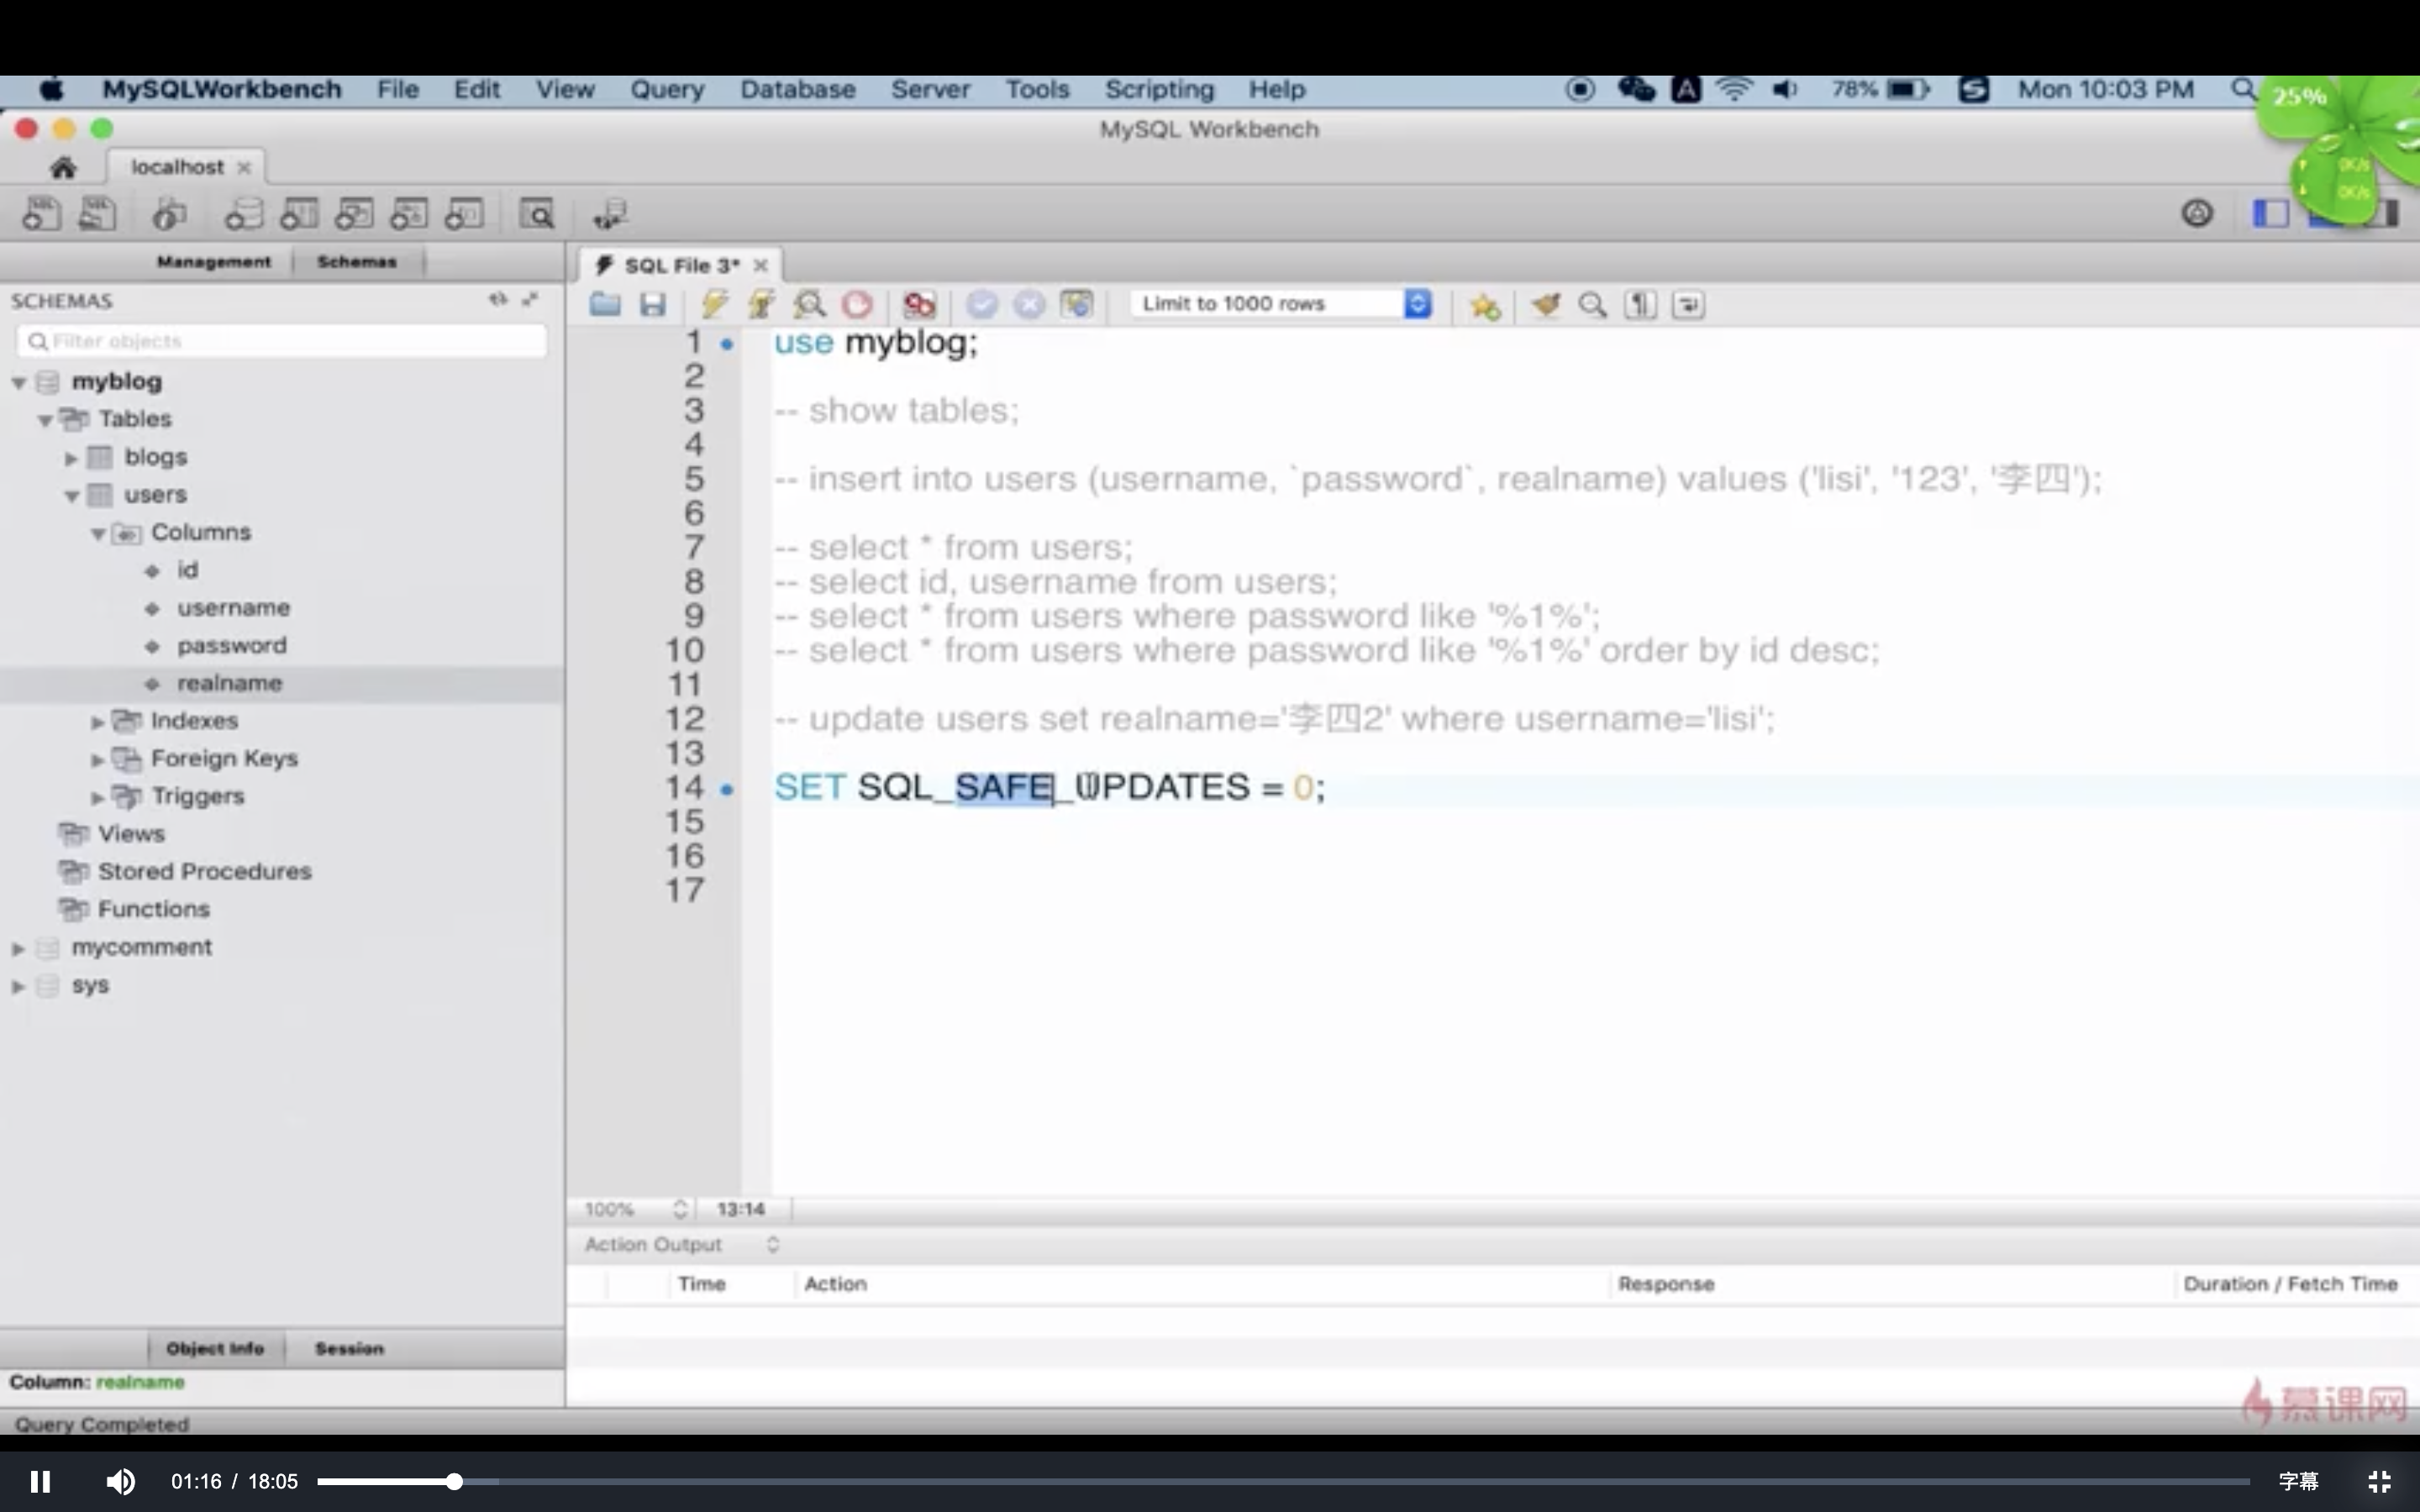 MySQLWorkbench File Edit View Query Database Server Tools Scripting Help 78% Mon 10:03 PM
25%
MySQL Workbench
localhost
0K/s
0K/s
Management Schemas
SQL File 3*
SCHEMAS
Limit to 1000 rows
Filter objects
myblog
Tables
blogs
users
Columns
id
username
password
realname
Indexes
Foreign Keys
Triggers
Views
Stored Procedures
Functions
mycomment
sys
1 use myblog;
2
3 -- show tables;
4
5 -- insert into users (username, `password`, realname) values ('lisi', '123', '李四');
6
7 -- select * from users;
8 -- select id, username from users;
9 -- select * from users where password like '%1%';
10 -- select * from users where password like '%1%' order by id desc;
11
12 -- update users set realname='李四2' where username='lisi';
13
14 SET SQL_SAFE_UPDATES = 0;
15
16
17
100% 13:14
Action Output
Time Action Response Duration / Fetch Time
Object Info Session
Column: realname
慕课网
Query Completed
01:16 / 18:05 字幕